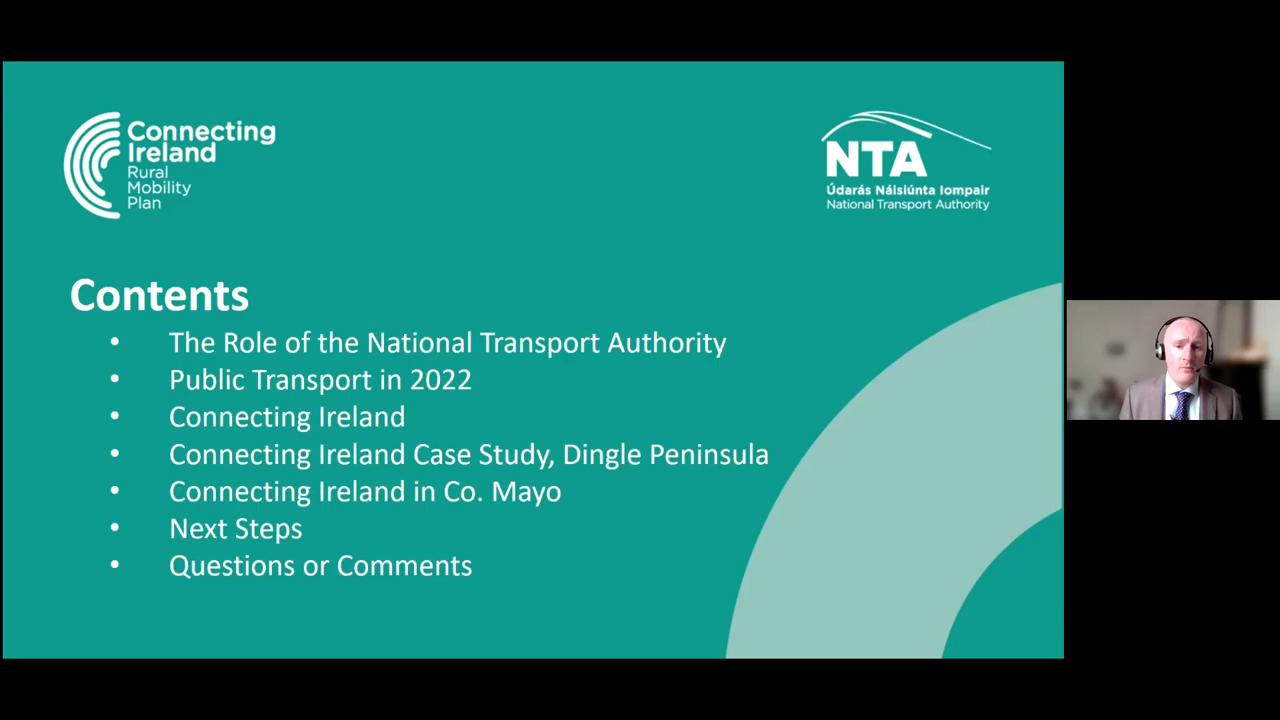 Connecting
Ireland
Rural
Mobility
Plan
NTA
Údarás Náisiúnta Iompair
National Transport Authority
Contents
• The Role of the National Transport Authority
• Public Transport in 2022
• Connecting Ireland
• Connecting Ireland Case Study, Dingle Peninsula
• Connecting Ireland in Co. Mayo
• Next Steps
• Questions or Comments